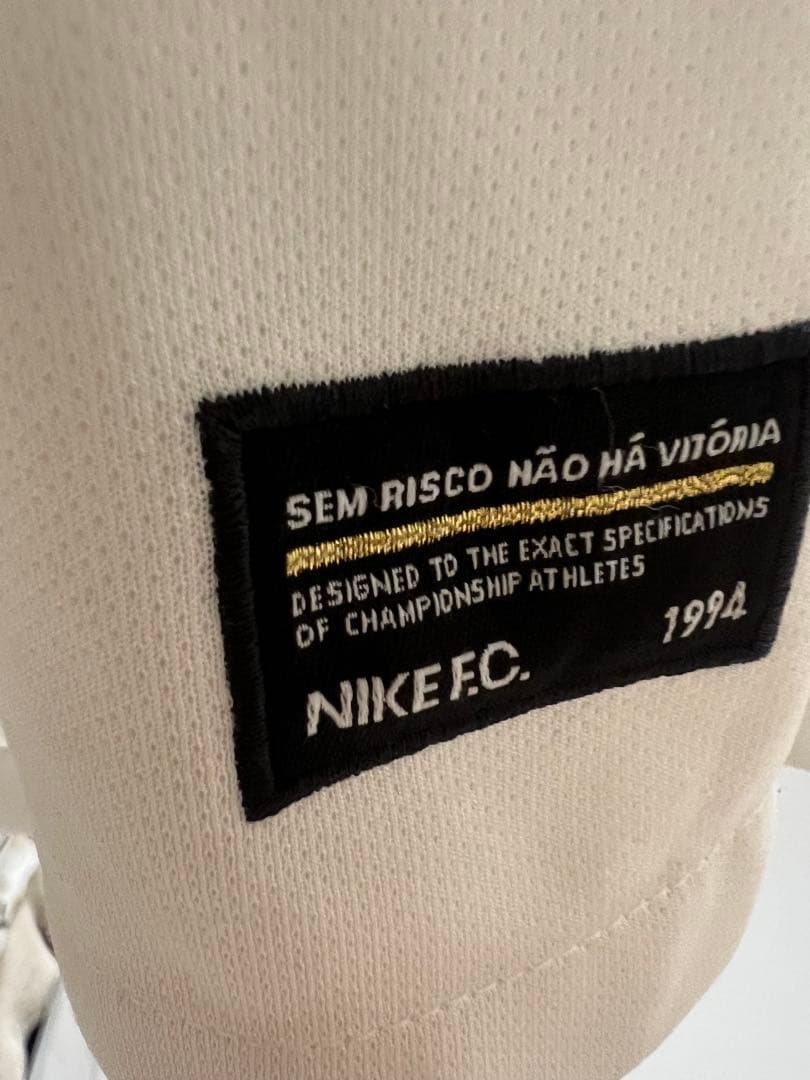 SEM RISCO NÃO HÁ VITÓRIA
DESIGNED TO THE EXACT SPECIFICATIONS
OF CHAMPIONSHIP ATHLETES
1994
NIKE F.C.